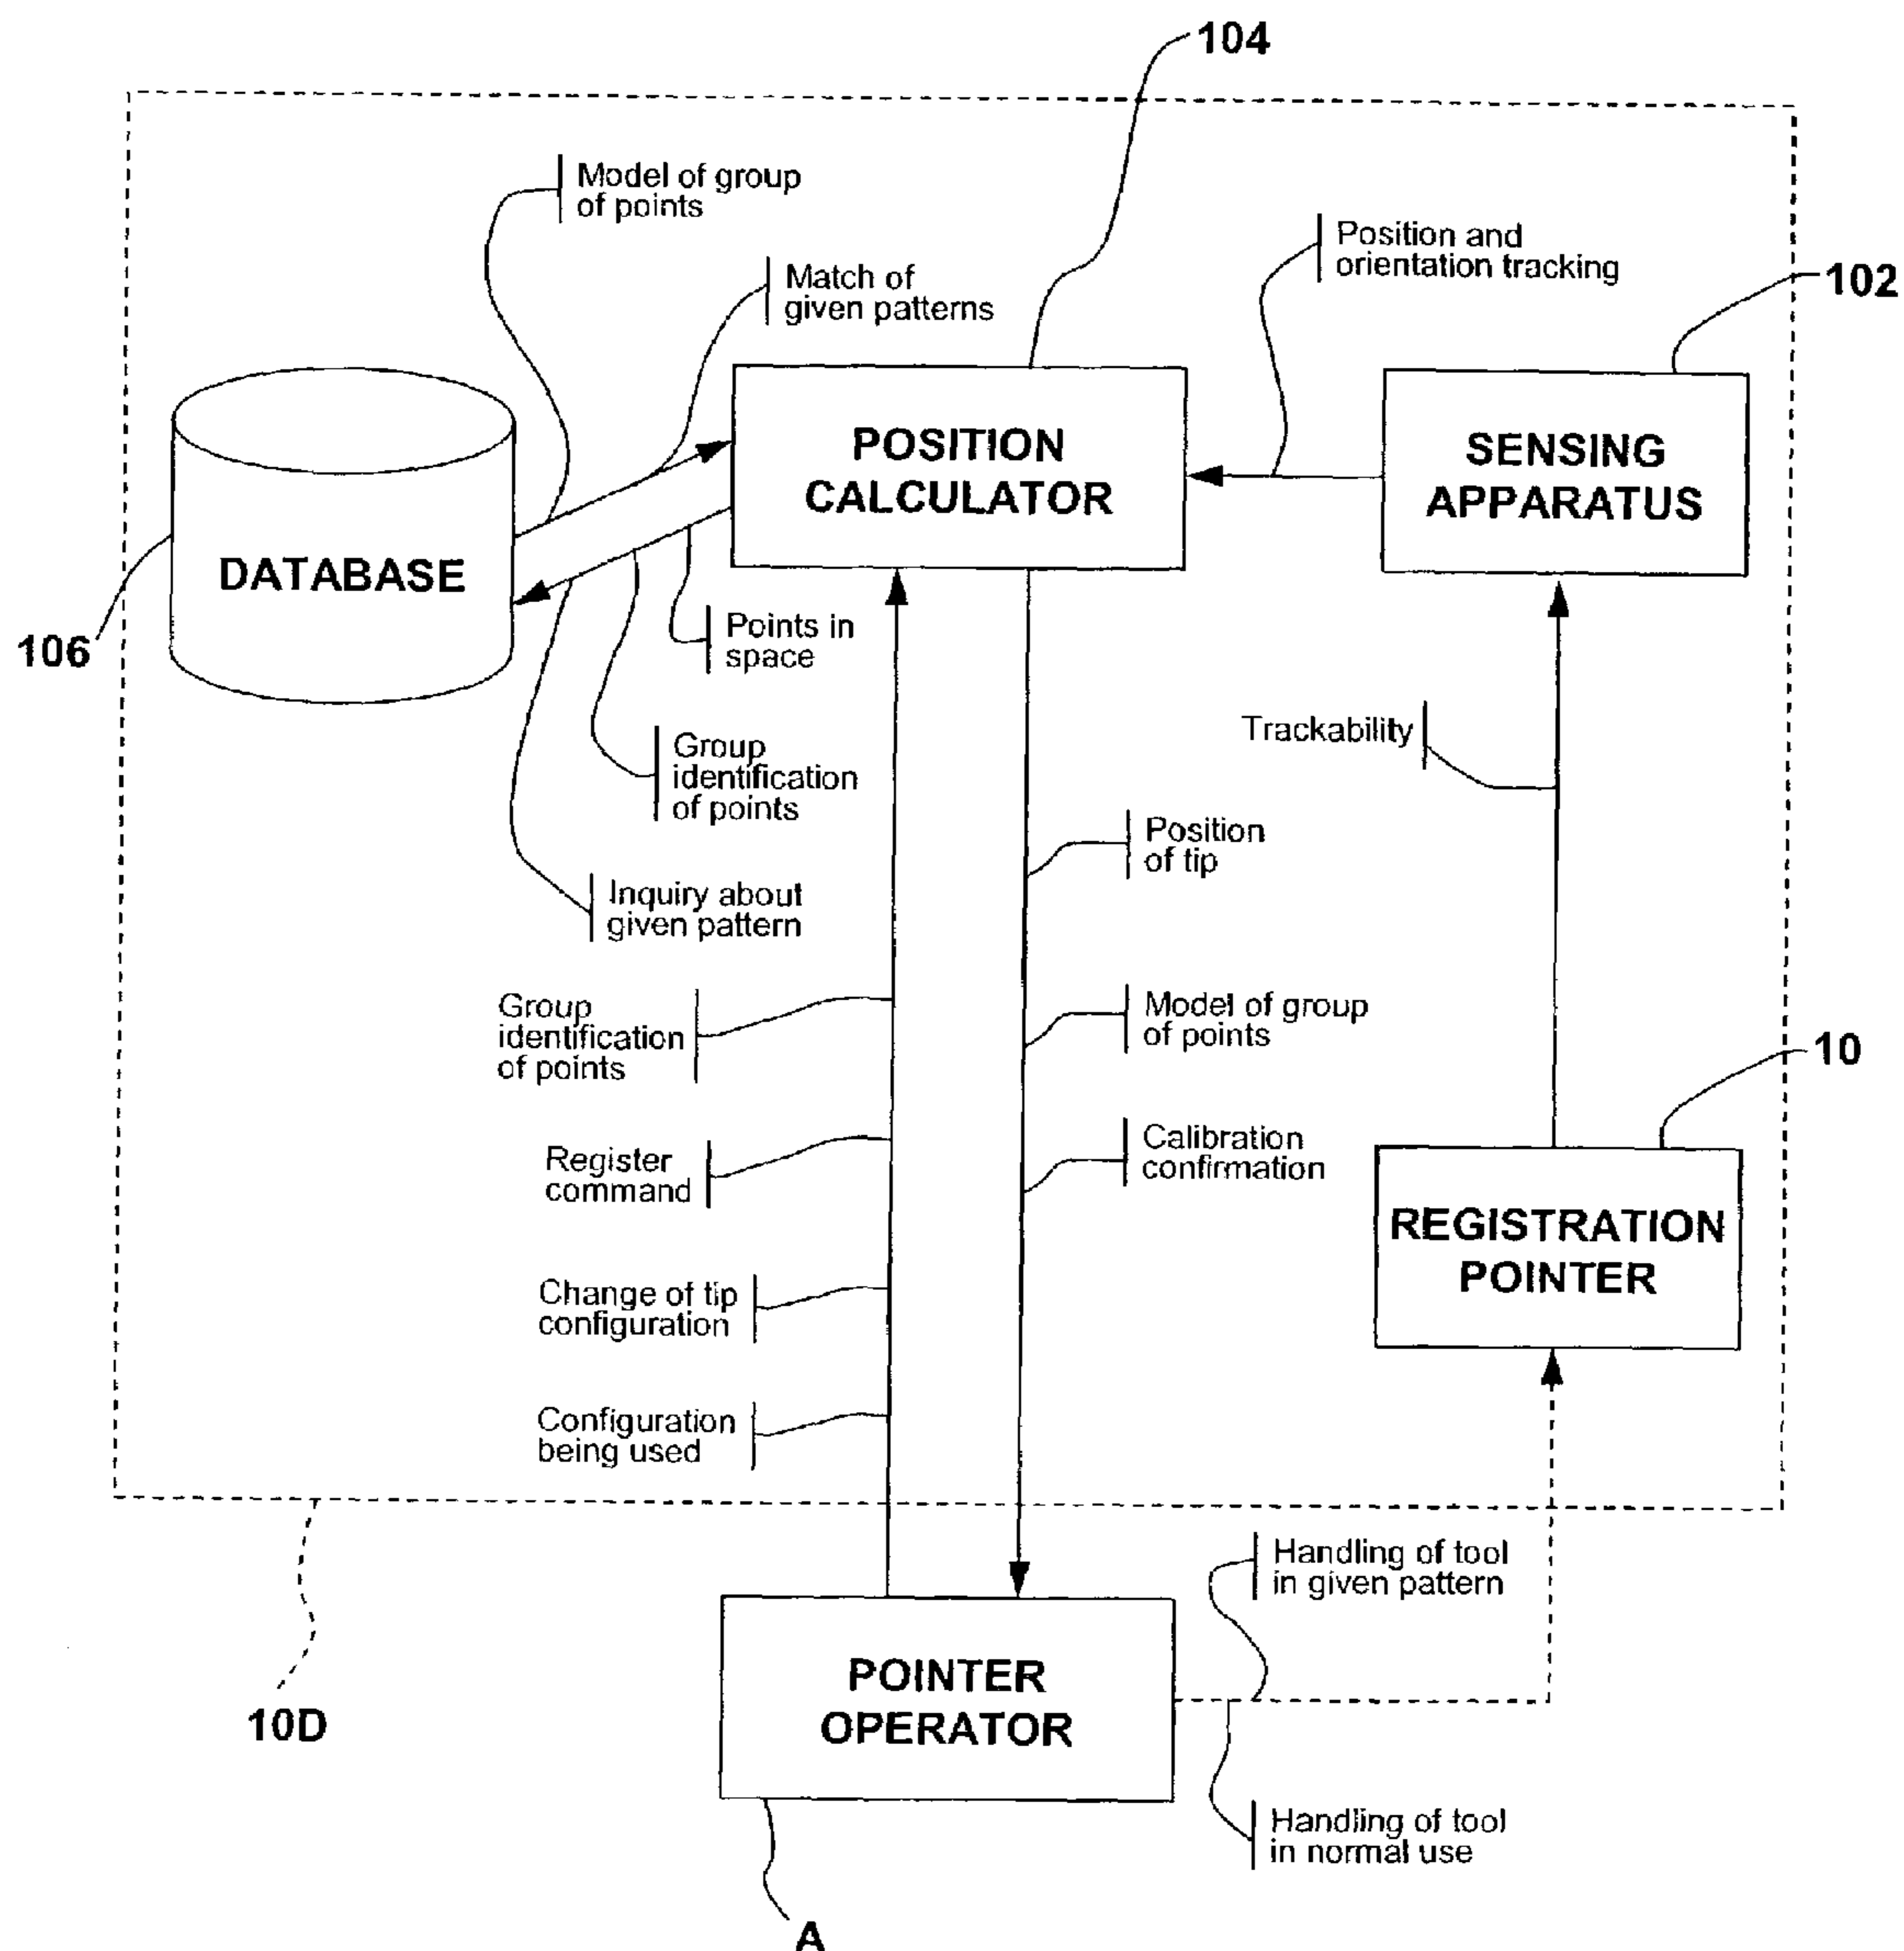 104
Model of group
of points
Match of
given patterns
Position and
orientation tracking
102
POSITION
CALCULATOR
SENSING
APPARATUS
DATABASE
106
Points in
space
Group
identification
of points
Inquiry about
given pattern
Trackability
Position
of tip
Group
identification
of points
Model of group
of points
10
Register
command
Calibration
confirmation
REGISTRATION
POINTER
Change of tip
configuration
Configuration
being used
Handling of tool
in given pattern
10D
POINTER
OPERATOR
Handling of tool
in normal use
A